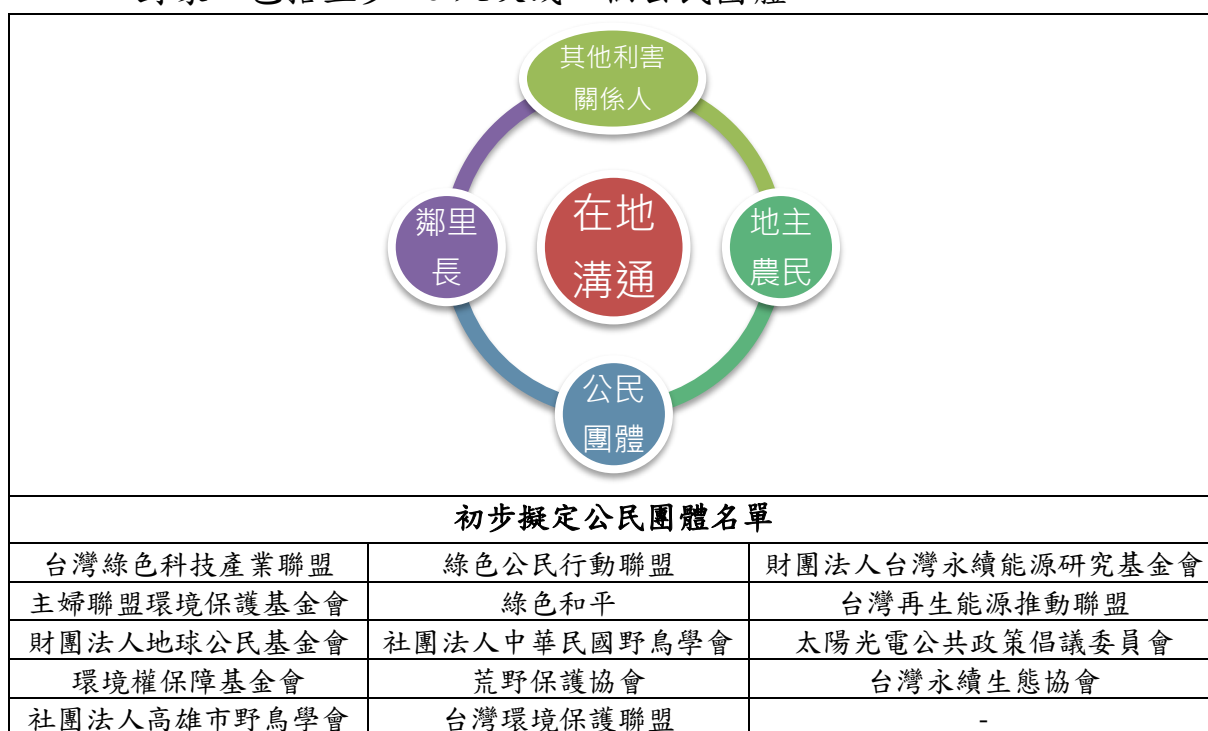 其他利害
關係人
鄰里
長
在地
溝通
地主
農民
公民
團體
初步擬定公民團體名單
台灣綠色科技產業聯盟 綠色公民行動聯盟 財團法人台灣永續能源研究基金會
主婦聯盟環境保護基金會 綠色和平 台灣再生能源推動聯盟
財團法人地球公民基金會 社團法人中華民國野鳥學會 太陽光電公共政策倡議委員會
環境權保障基金會 荒野保護協會 台灣永續生態協會
社團法人高雄市野鳥學會 台灣環境保護聯盟 -